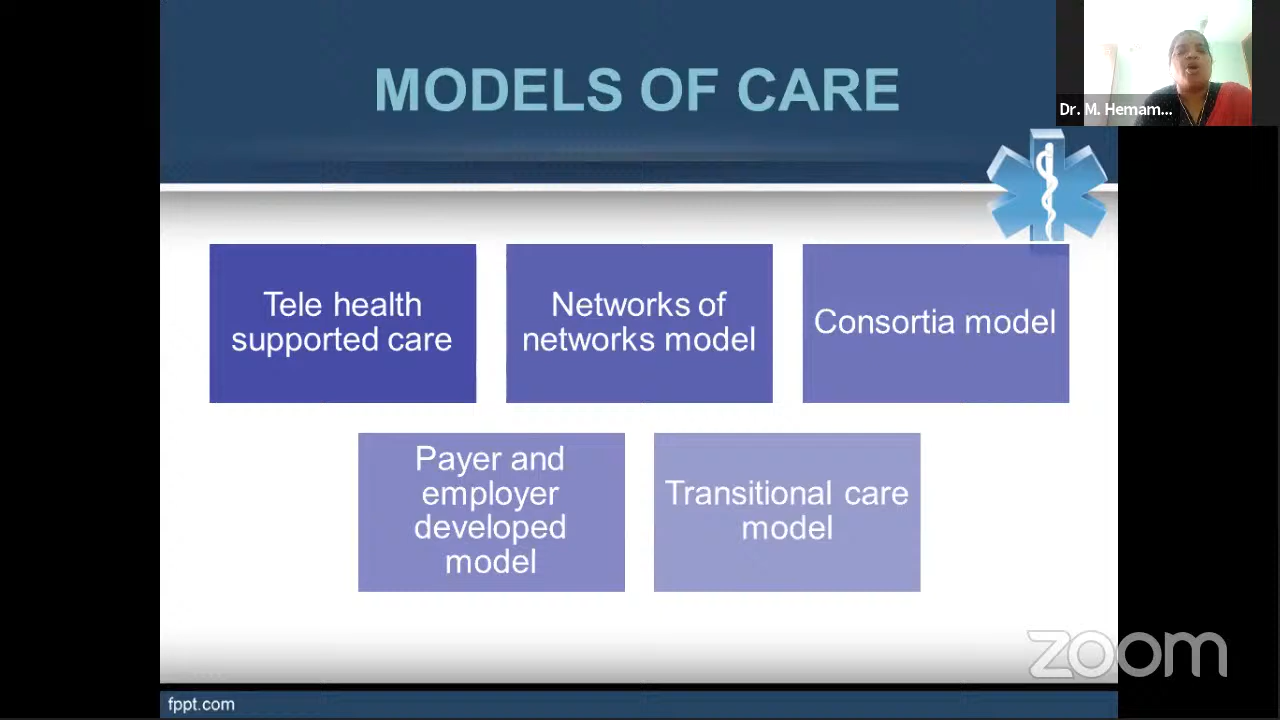 MODELS OF CARE
Dr. M. Hemam...
Tele health
supported care
Networks of
networks model
Consortia model
Payer and
employer
developed
model
Transitional care
model
zoom
fppt.com